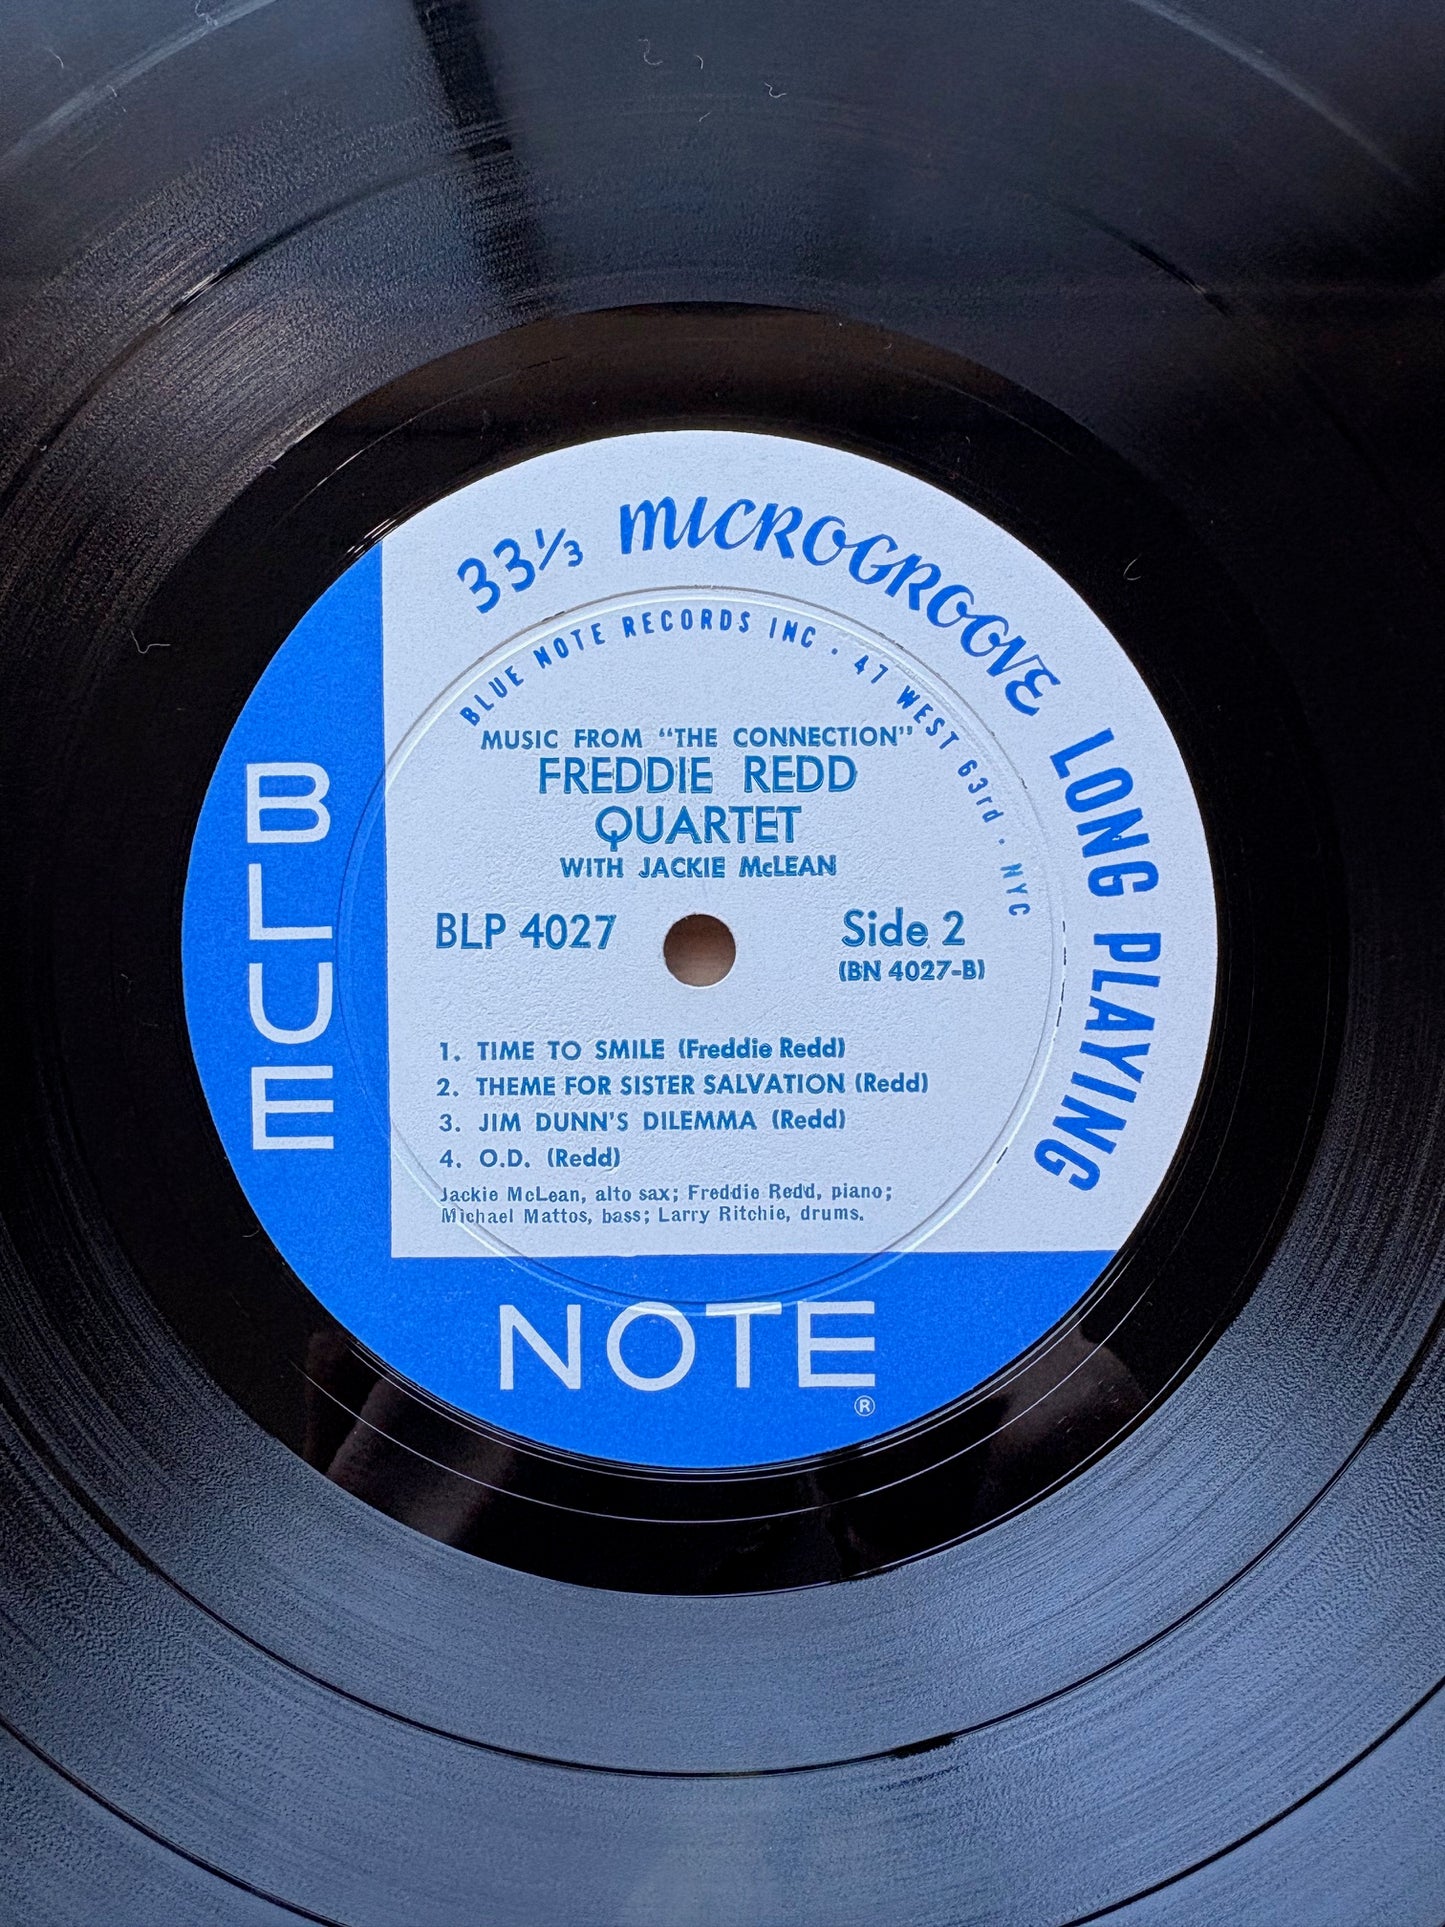 33⅓ MICROGROOVE LONG PLAYING
BLUE NOTE RECORDS INC · 47 WEST 63rd · NYC
MUSIC FROM "THE CONNECTION"
FREDDIE REDD
QUARTET
WITH JACKIE McLEAN
BLP 4027
Side 2
(BN 4027-B)
1. TIME TO SMILE (Freddie Redd)
2. THEME FOR SISTER SALVATION (Redd)
3. JIM DUNN'S DILEMMA (Redd)
4. O.D. (Redd)
Jackie McLean, alto sax; Freddie Redd, piano;
Michael Mattos, bass; Larry Ritchie, drums.
BLUE
NOTE
®